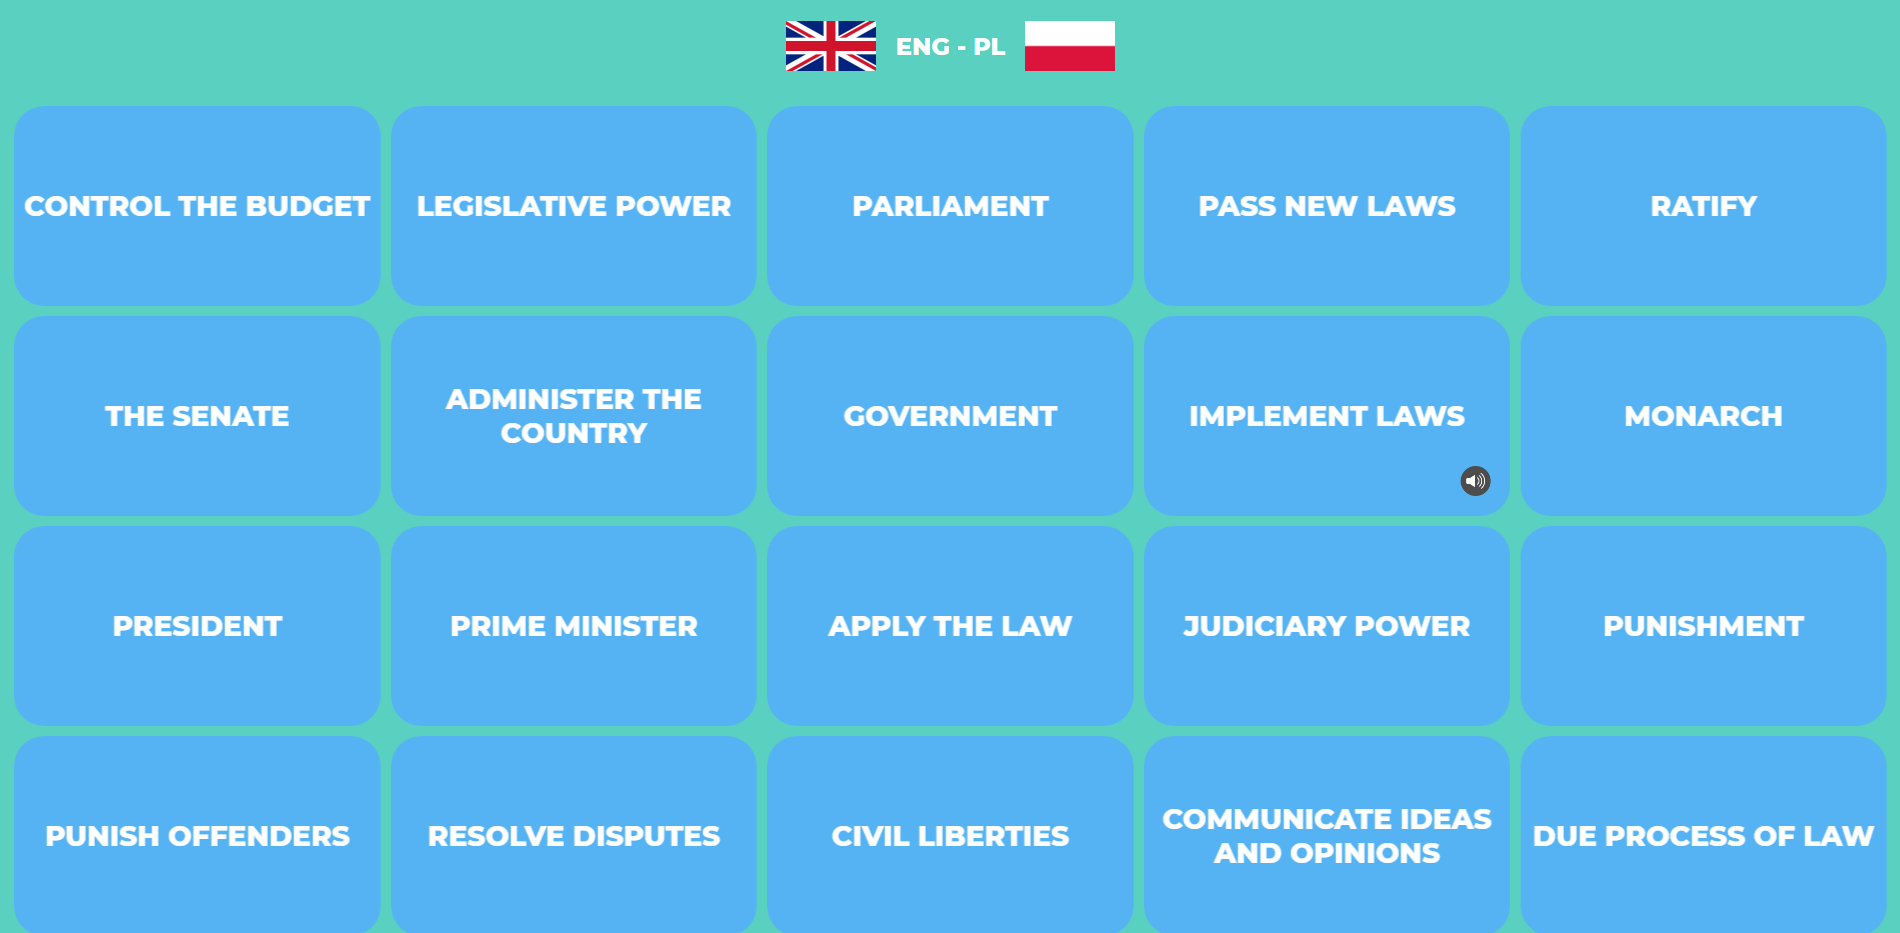 ENG - PL
CONTROL THE BUDGET
LEGISLATIVE POWER
PARLIAMENT
PASS NEW LAWS
RATIFY
THE SENATE
ADMINISTER THE
COUNTRY
GOVERNMENT
IMPLEMENT LAWS
MONARCH
PRESIDENT
PRIME MINISTER
APPLY THE LAW
JUDICIARY POWER
PUNISHMENT
PUNISH OFFENDERS
RESOLVE DISPUTES
CIVIL LIBERTIES
COMMUNICATE IDEAS
AND OPINIONS
DUE PROCESS OF LAW